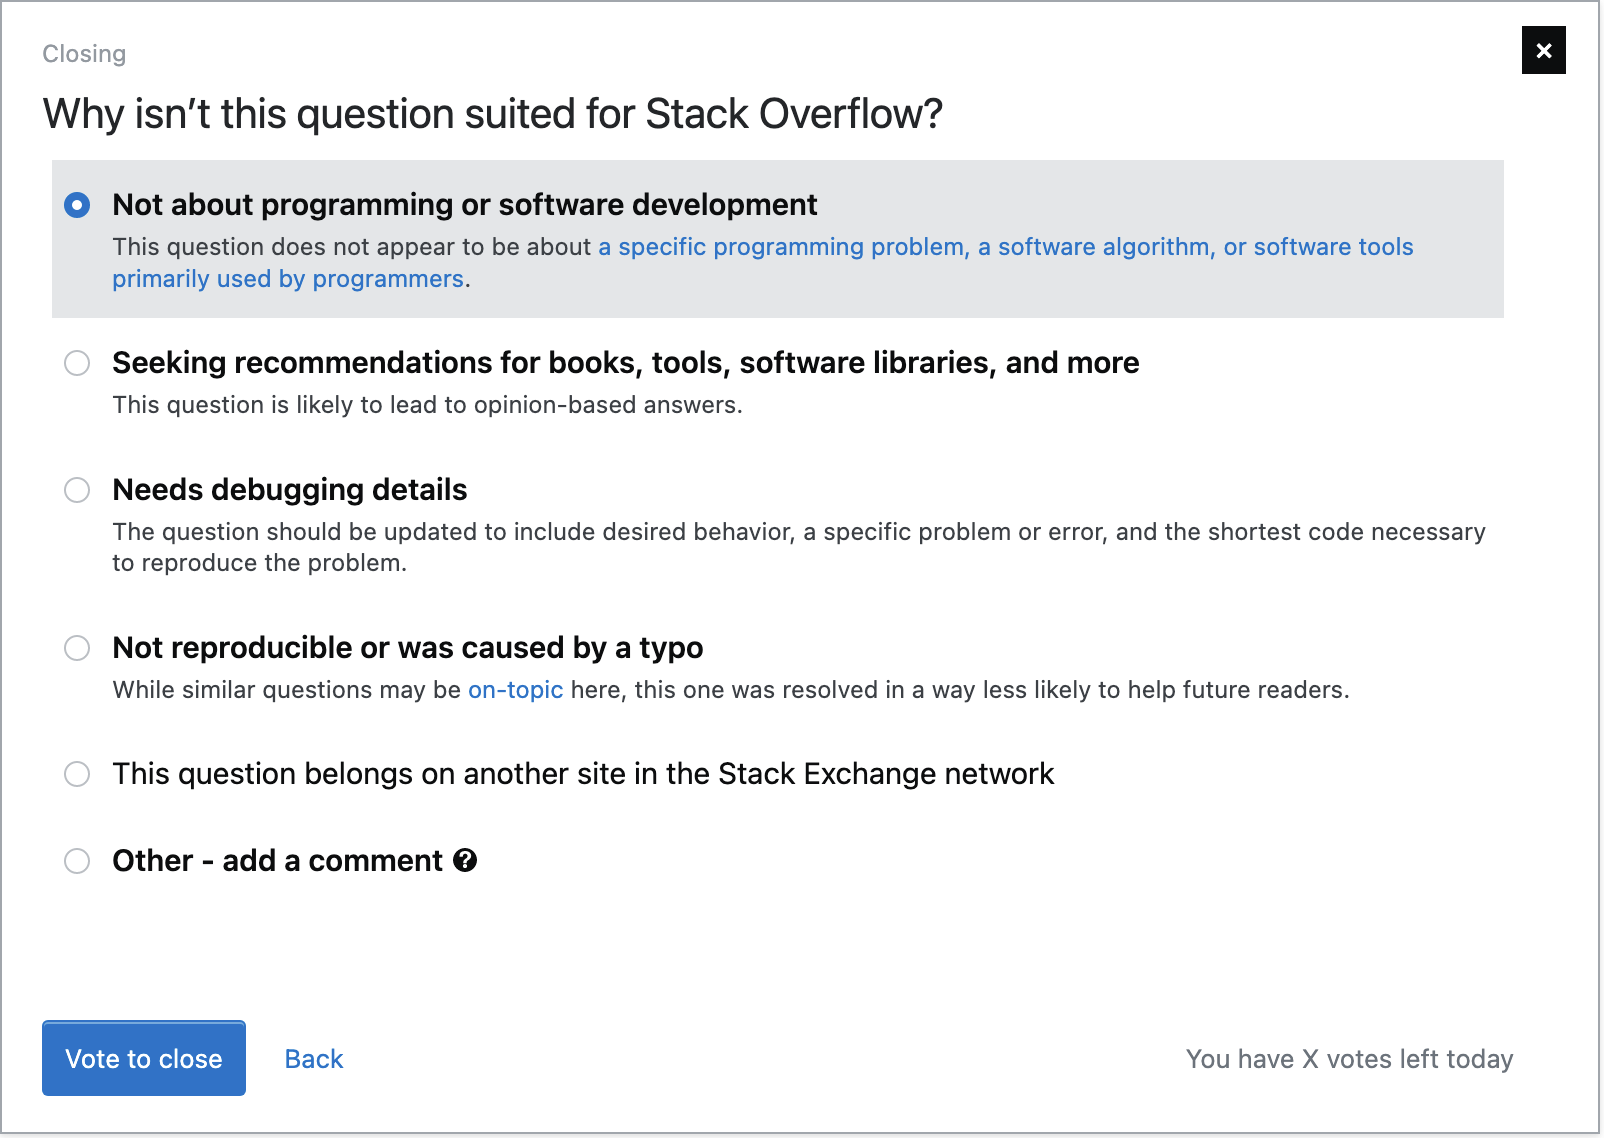 Closing
Why isn’t this question suited for Stack Overflow?
Not about programming or software development
This question does not appear to be about a specific programming problem, a software algorithm, or software tools
primarily used by programmers.
Seeking recommendations for books, tools, software libraries, and more
This question is likely to lead to opinion-based answers.
Needs debugging details
The question should be updated to include desired behavior, a specific problem or error, and the shortest code necessary
to reproduce the problem.
Not reproducible or was caused by a typo
While similar questions may be on-topic here, this one was resolved in a way less likely to help future readers.
This question belongs on another site in the Stack Exchange network
Other - add a comment
Vote to close
Back
You have X votes left today